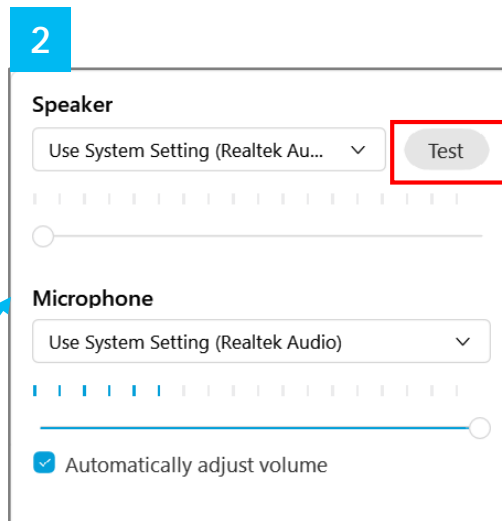 2
Speaker
Use System Setting (Realtek Au...
Test
Microphone
Use System Setting (Realtek Audio)
Automatically adjust volume